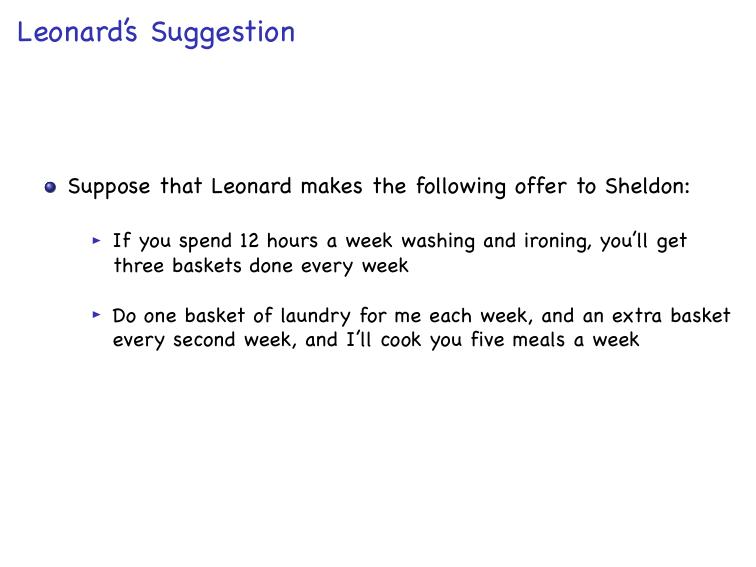 Leonard's Suggestion
Suppose that Leonard makes the following offer to Sheldon:
If you spend 12 hours a week washing and ironing, you'll get
three baskets done every week
Do one basket of laundry for me each week, and an extra basket
every second week, and I'll cook you five meals a week